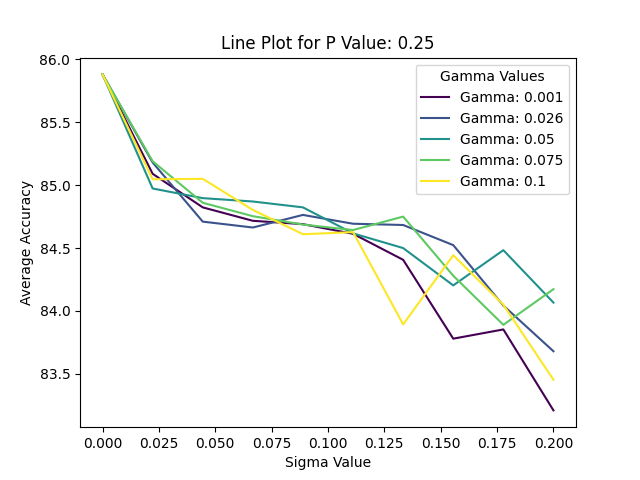 Line Plot for P Value: 0.25
Gamma Values
Gamma: 0.001
Gamma: 0.026
Gamma: 0.05
Gamma: 0.075
Gamma: 0.1
Average Accuracy
86.0
85.5
85.0
84.5
84.0
83.5
0.000 0.025 0.050 0.075 0.100 0.125 0.150 0.175 0.200
Sigma Value